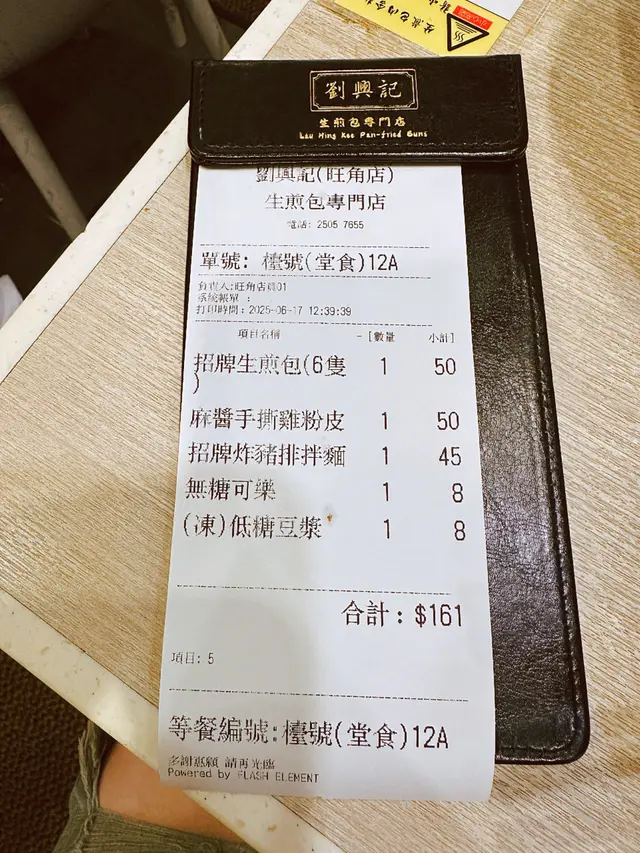 劉興記
生煎包專門店
Lau Hing Kee Pan-fried Buns
劉興記(旺角店)
生煎包專門店
電話: 2505 7655
單號: 檯號(堂食)12A
負責人:旺角店員01
系統帳單 :
打印時間:2025-06-17 12:39:39
項目名稱 -[數量 小計]
招牌生煎包(6隻 1 50
)
麻醬手撕雞粉皮 1 50
招牌炸豬排拌麵 1 45
無糖可樂 1 8
(凍)低糖豆漿 1 8
合計:$161
項目: 5
等餐編號:檯號(堂食)12A
多謝惠顧 請再光臨
Powered by FLASH ELEMENT